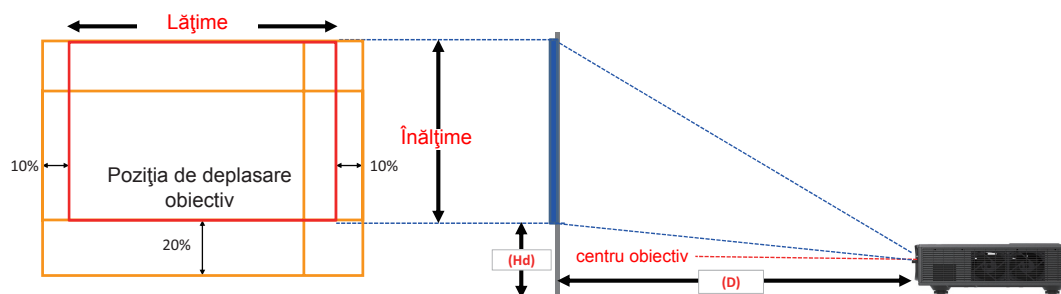 Lăţime
Înălţime
10%
10%
Poziţia de deplasare
obiectiv
20%
(Hd)
centru obiectiv
(D)